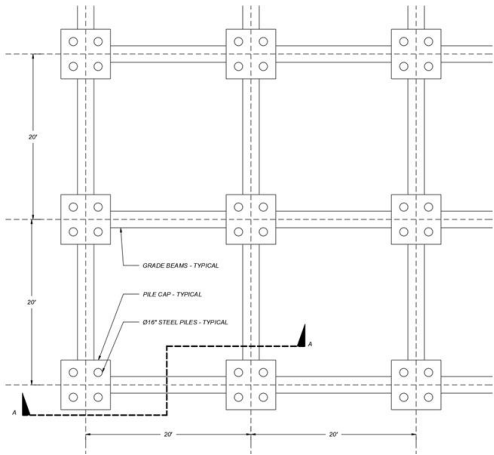 20'
GRADE BEAMS - TYPICAL
20'
PILE CAP - TYPICAL
Ø16" STEEL PILES - TYPICAL
A
A
20'
20'